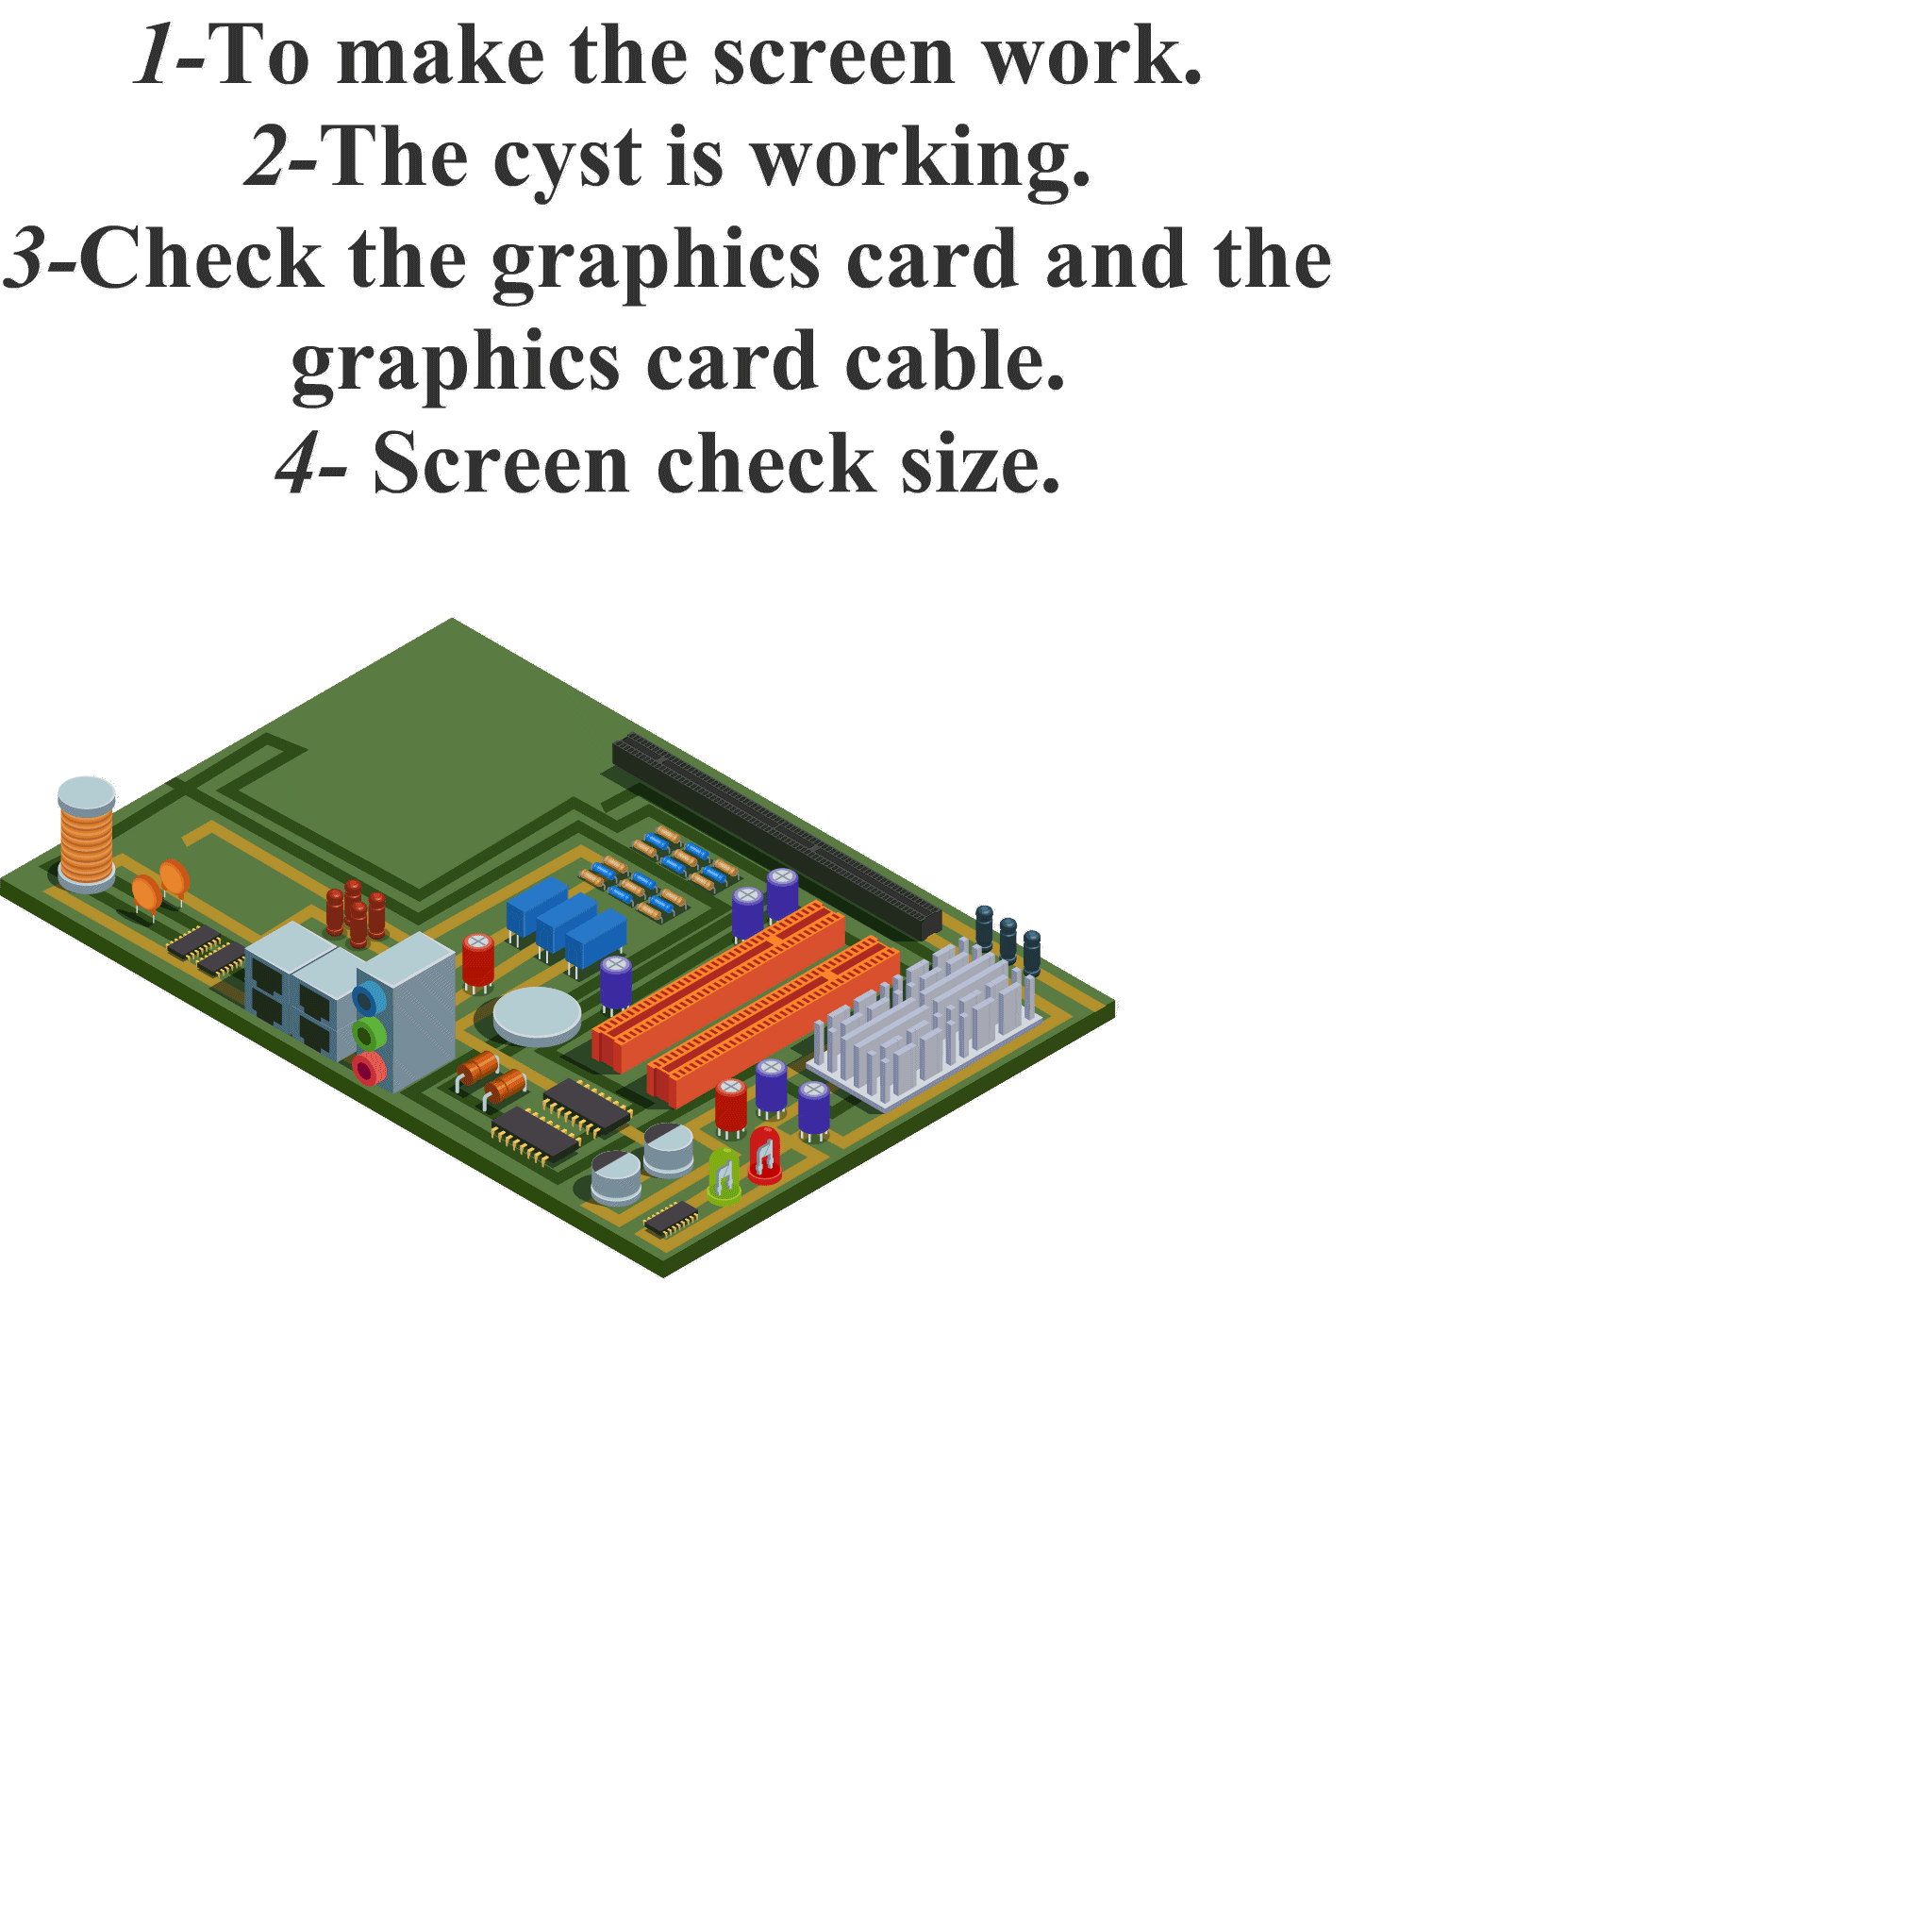 1-To make the screen work.
2-The cyst is working.
3-Check the graphics card and the
graphics card cable.
4- Screen check size.